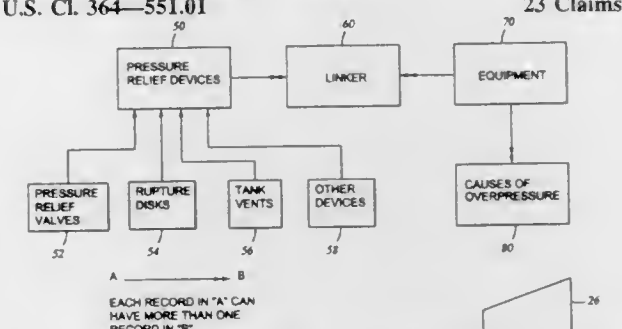 U.S. Cl. 364—551.01
23 Claims
50
60
70
PRESSURE
RELIEF DEVICES
LINKER
EQUIPMENT
PRESSURE
RELIEF
VALVES
RUPTURE
DISKS
TANK
VENTS
OTHER
DEVICES
CAUSES OF
OVERPRESSURE
52
54
56
58
80
A
B
EACH RECORD IN "A" CAN
HAVE MORE THAN ONE
RECORD IN "B"
26